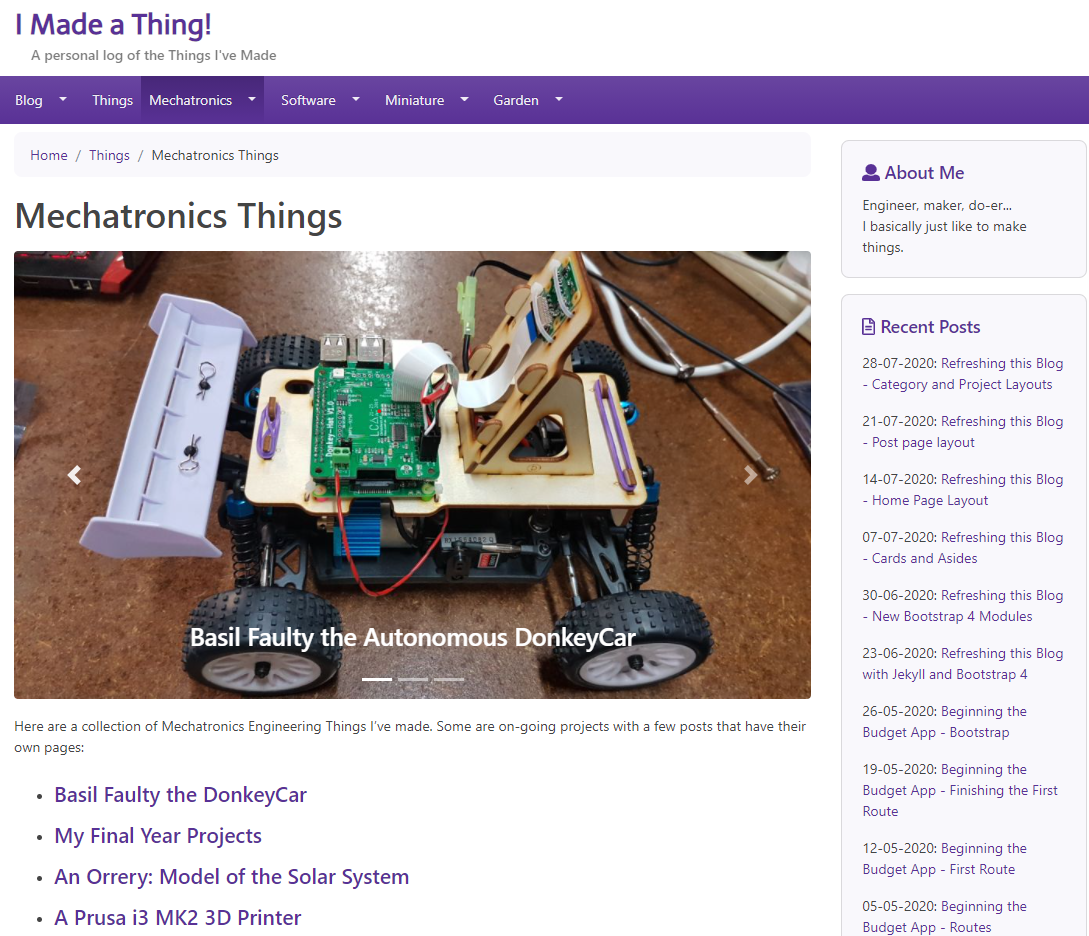 I Made a Thing!
A personal log of the Things I've Made
Blog Things Mechatronics Software Miniature Garden
Home / Things / Mechatronics Things
Mechatronics Things
Donkey-Hat V1.0
LCA
Basil Faulty the Autonomous DonkeyCar
Here are a collection of Mechatronics Engineering Things I've made. Some are on-going projects with a few posts that have their
own pages:
• Basil Faulty the DonkeyCar
• My Final Year Projects
• An Orrery: Model of the Solar System
• A Prusa i3 MK2 3D Printer
About Me
Engineer, maker, do-er...
I basically just like to make
things.
Recent Posts
28-07-2020: Refreshing this Blog
- Category and Project Layouts
21-07-2020: Refreshing this Blog
- Post page layout
14-07-2020: Refreshing this Blog
- Home Page Layout
07-07-2020: Refreshing this Blog
- Cards and Asides
30-06-2020: Refreshing this Blog
- New Bootstrap 4 Modules
23-06-2020: Refreshing this Blog
with Jekyll and Bootstrap 4
26-05-2020: Beginning the
Budget App - Bootstrap
19-05-2020: Beginning the
Budget App - Finishing the First
Route
12-05-2020: Beginning the
Budget App - First Route
05-05-2020: Beginning the
Budget App - Routes